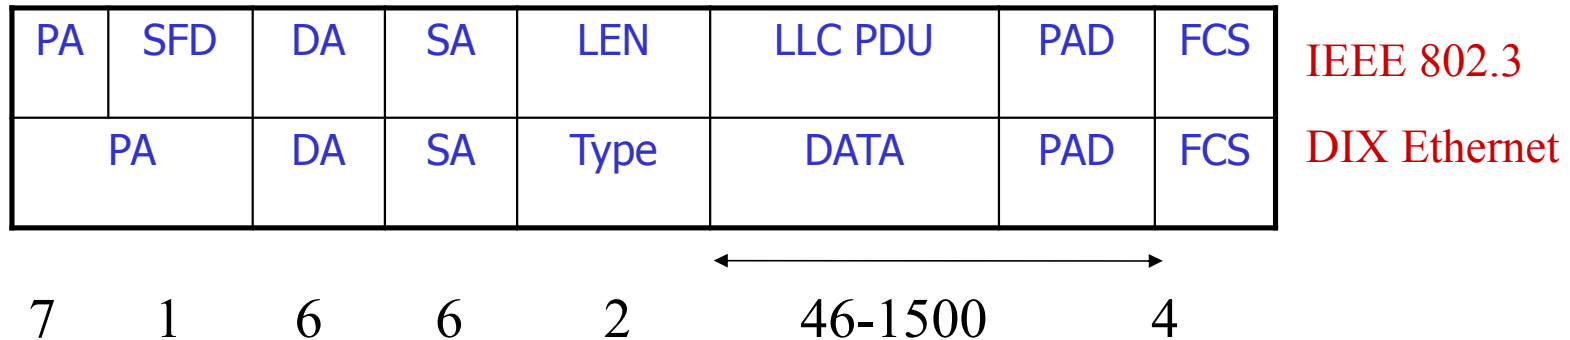 PA SFD DA SA LEN LLC PDU PAD FCS IEEE 802.3
PA DA SA Type DATA PAD FCS DIX Ethernet
7 1 6 6 2 46-1500 4